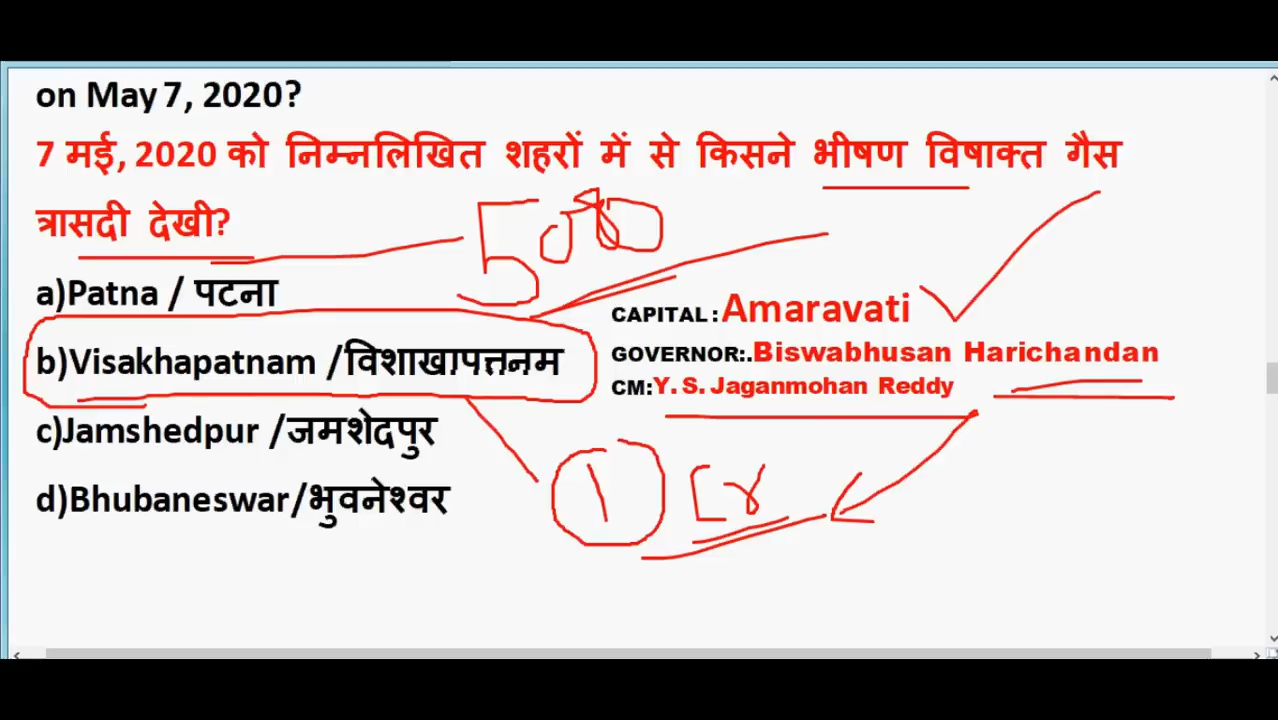 on May 7, 2020?
7 मई, 2020 को निम्नलिखित शहरों में से किसने भीषण विषाक्त गैस
त्रासदी देखी?
a)Patna / पटना
b)Visakhapatnam /विशाखापत्तनम
c)Jamshedpur /जमशेदपुर
d)Bhubaneswar/भुवनेश्वर
CAPITAL : Amaravati
GOVERNOR:.Biswabhusan Harichandan
CM:Y. S. Jaganmohan Reddy